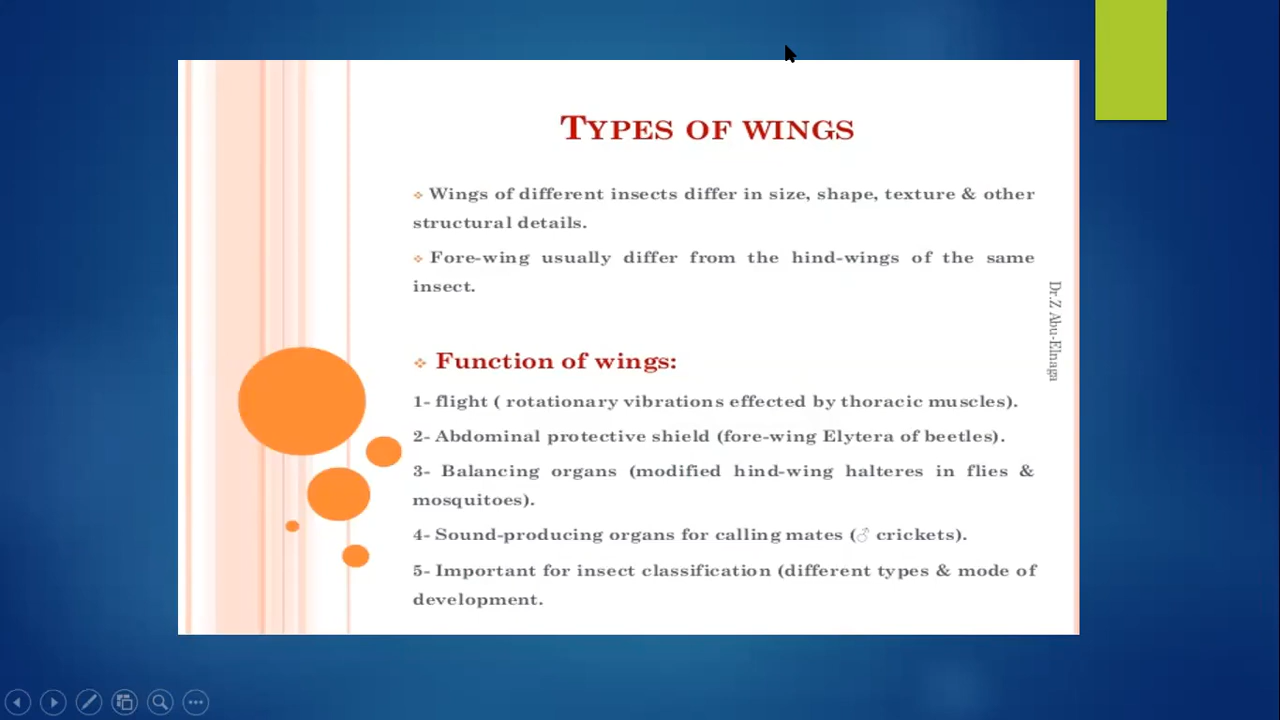 TYPES OF WINGS
❖ Wings of different insects differ in size, shape, texture & other
structural details.
❖ Fore-wing usually differ from the hind-wings of the same
insect.
❖ Function of wings:
1- flight ( rotationary vibrations effected by thoracic muscles).
2- Abdominal protective shield (fore-wing Elytera of beetles).
3- Balancing organs (modified hind-wing halteres in flies &
mosquitoes).
4- Sound-producing organs for calling mates (♂ crickets).
5- Important for insect classification (different types & mode of
development.
Dr.Z Abu-Elnaga